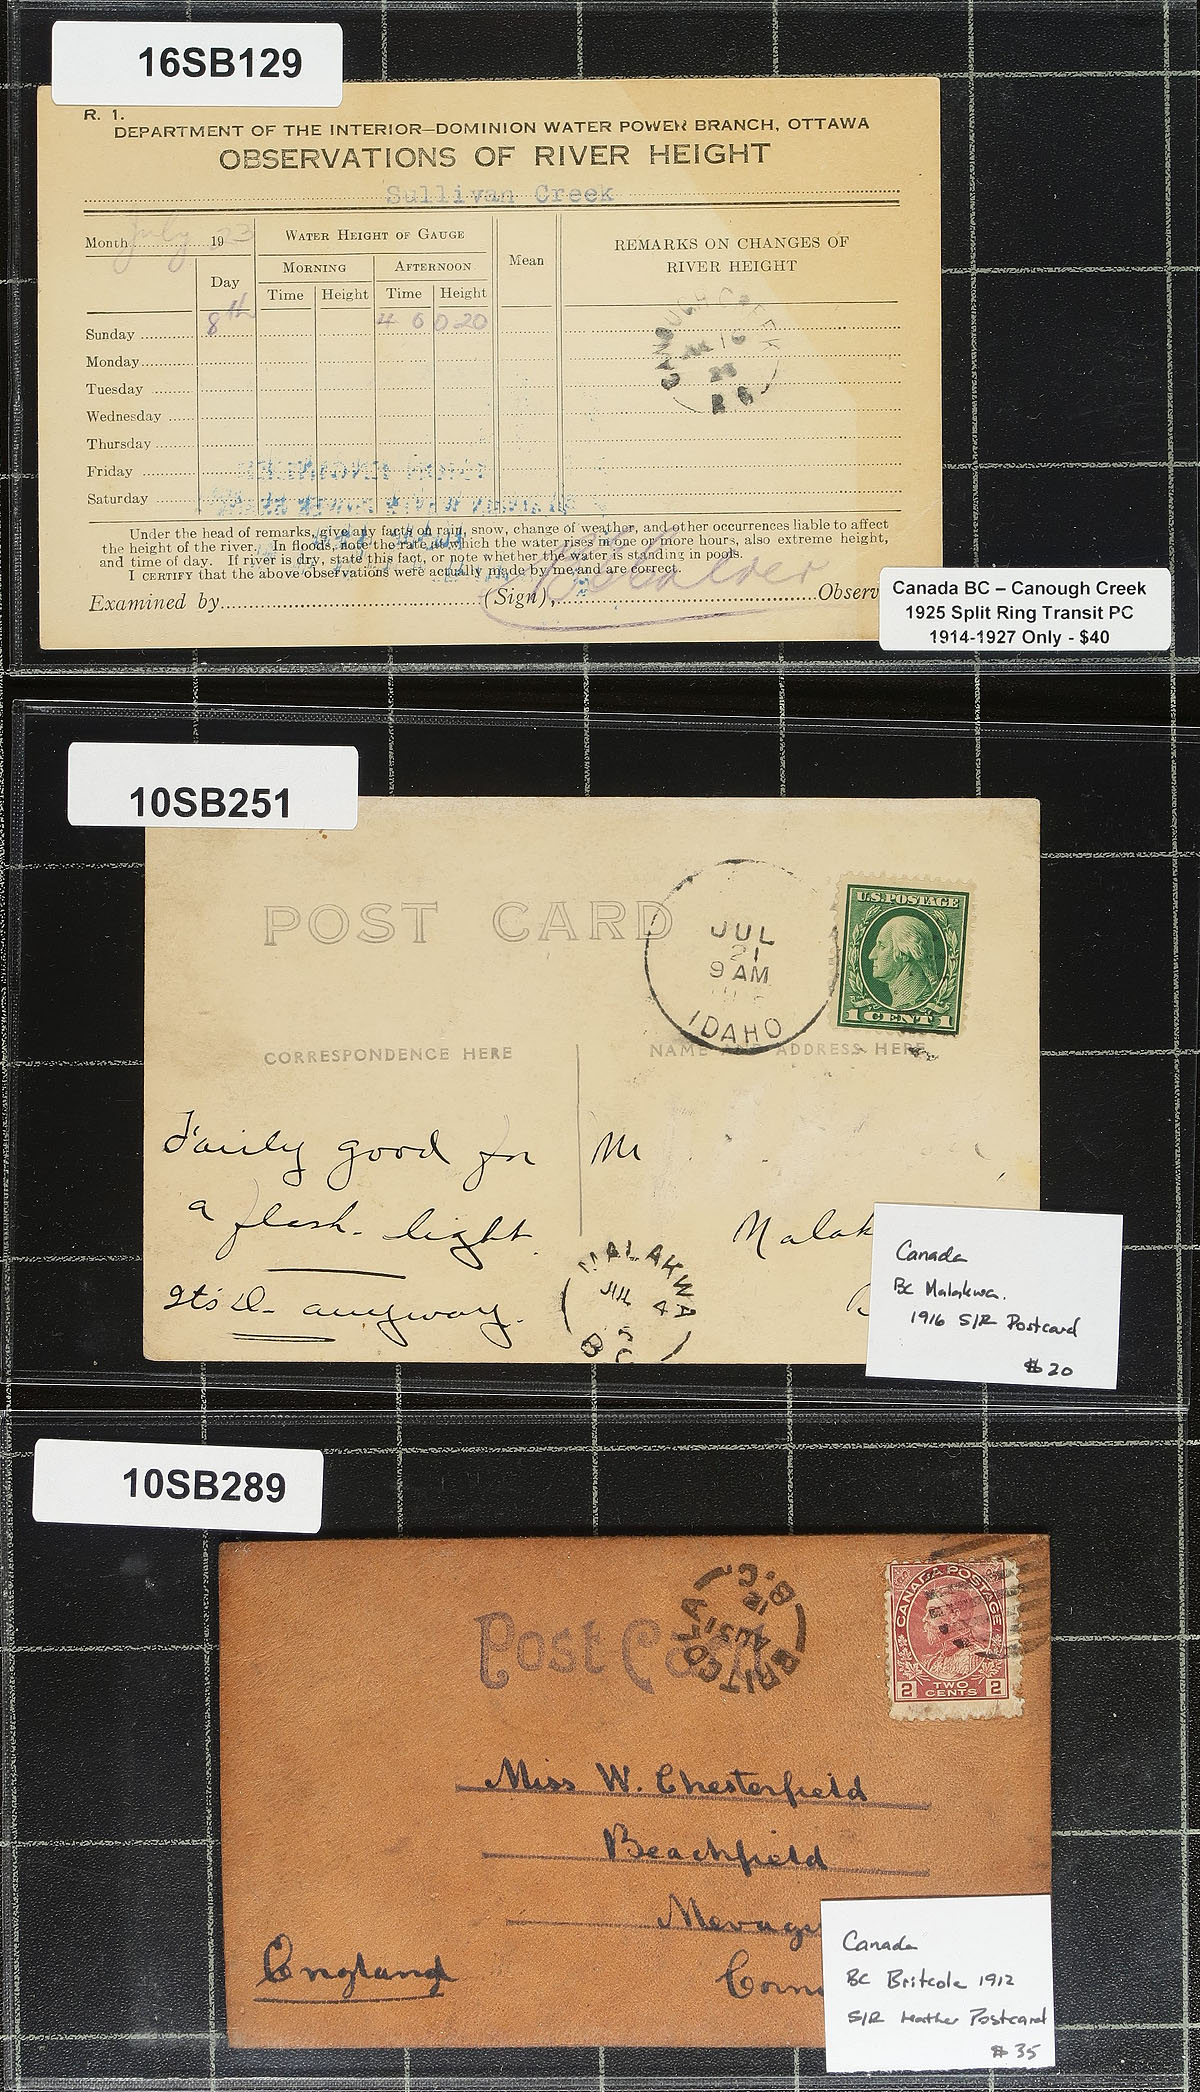 16SB129
R. 1.
DEPARTMENT OF THE INTERIOR—DOMINION WATER POWER BRANCH, OTTAWA
OBSERVATIONS OF RIVER HEIGHT
Sullivan Creek
Month July 1923
WATER HEIGHT OF GAUGE
Mean
REMARKS ON CHANGES OF
RIVER HEIGHT
Day
MORNING AFTERNOON
Time Height Time Height
Sunday 8th 4 6 0 20
Monday
Tuesday
Wednesday
Thursday
Friday
Saturday
CANOUGH CREEK
16
B C
Under the head of remarks, give any facts on rain, snow, change of weather, and other occurrences liable to affect
the height of the river. In floods, note the rate at which the water rises in one or more hours, also extreme height,
and time of day. If river is dry, state this fact, or note whether the water is standing in pools.
I CERTIFY that the above observations were actually made by me and are correct.
Examined by (Sign), Observ
Canada BC – Canough Creek
1925 Split Ring Transit PC
1914-1927 Only - $40
10SB251
POST CARD
JUL
21
9 AM
IDAHO
U.S. POSTAGE
1 CENT 1
CORRESPONDENCE HERE
NAME AND ADDRESS HERE
Fairly good for
a flash-light.
It's D- anyway.
Mr
Malak
MALAKWA
JUL 4
B C
Canada
BC Malakwa.
1916 S/R Postcard
$20
10SB289
Post Card
BRITCOLA
AU 31
12
B.C.
CANADA POSTAGE
2 TWO CENTS 2
Miss W. Chesterfield
Beachfield
Mevag
Corn
England
Canada
BC Britcola 1912
S/R Leather Postcard
$35